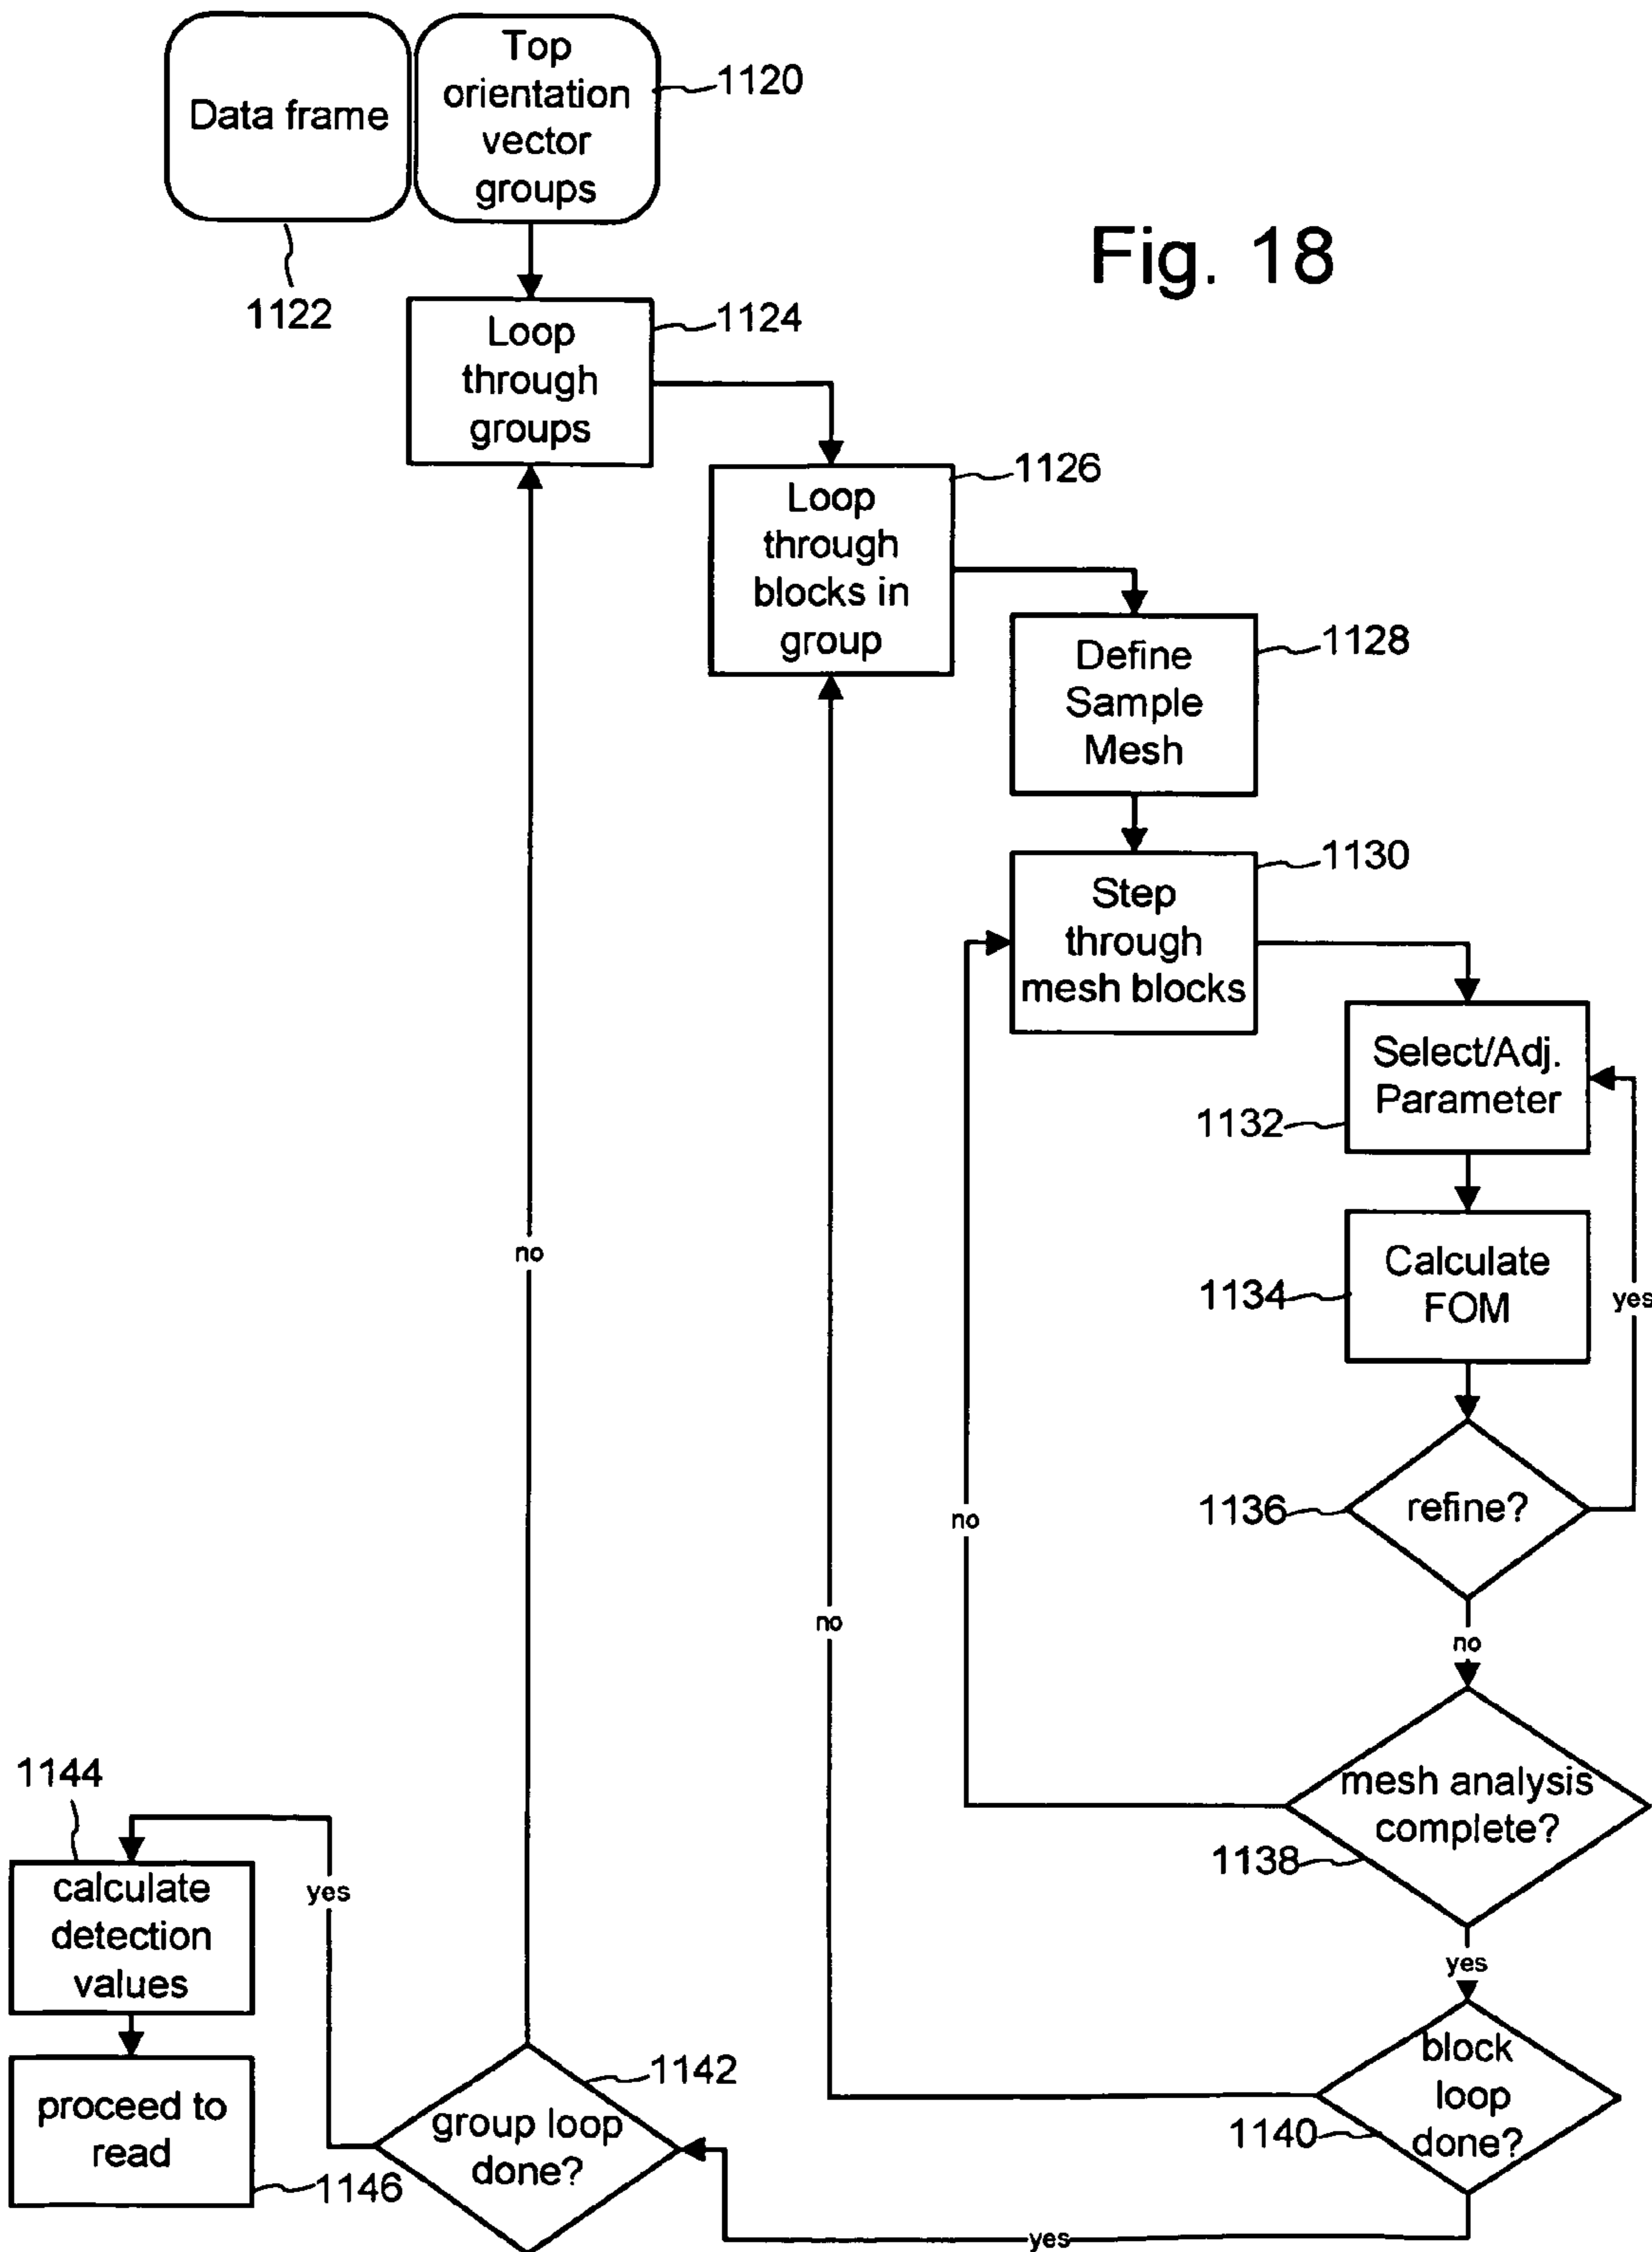 Data frame
Top
orientation
vector
groups
1120
1122
Fig. 18
Loop
through
groups
1124
Loop
through
blocks in
group
1126
Define
Sample
Mesh
1128
Step
through
mesh blocks
1130
Select/Adj.
Parameter
1132
Calculate
FOM
1134
yes
no
refine?
1136
no
no
no
mesh analysis
complete?
1138
yes
block
loop
done?
1140
yes
group loop
done?
1142
yes
1144
calculate
detection
values
proceed to
read
1146